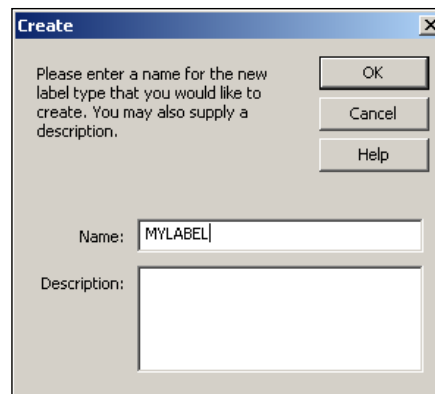 Create
Please enter a name for the new
label type that you would like to
create. You may also supply a
description.
OK
Cancel
Help
Name: MYLABEL
Description: